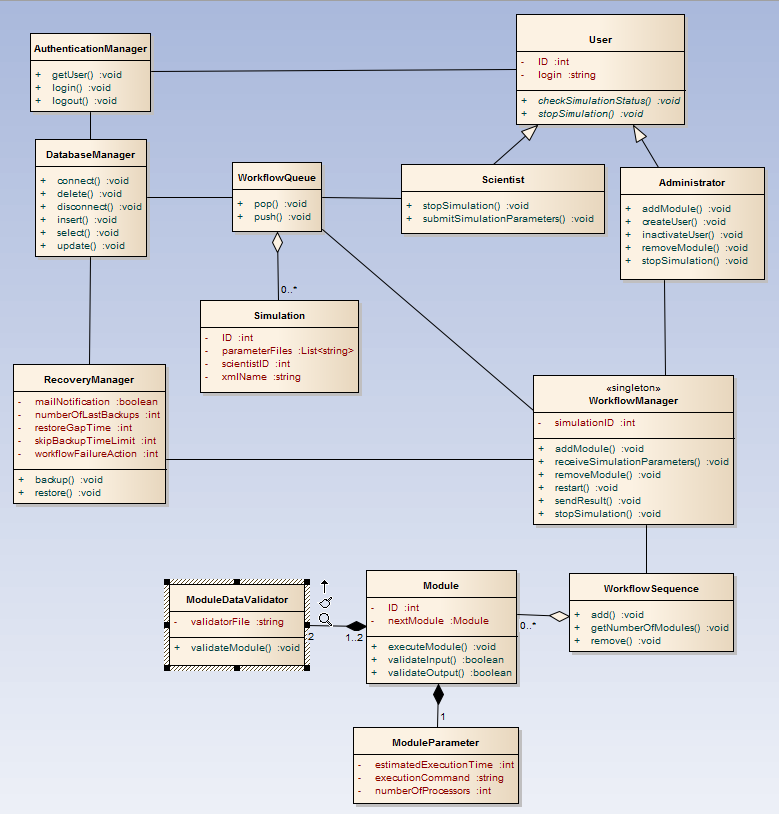 AuthenticationManager
+ getUser() :void
+ login() :void
+ logout() :void
User
- ID :int
- login :string
+ checkSimulationStatus() :void
+ stopSimulation() :void
DatabaseManager
+ connect() :void
+ delete() :void
+ disconnect() :void
+ insert() :void
+ select() :void
+ update() :void
WorkflowQueue
+ pop() :void
+ push() :void
Scientist
+ stopSimulation() :void
+ submitSimulationParameters() :void
Administrator
+ addModule() :void
+ createUser() :void
+ inactivateUser() :void
+ removeModule() :void
+ stopSimulation() :void
0..*
Simulation
- ID :int
- parameterFiles :List<string>
- scientistID :int
- xmlName :string
RecoveryManager
- mailNotification :boolean
- numberOfLastBackups :int
- restoreGapTime :int
- skipBackupTimeLimit :int
- workflowFailureAction :int
+ backup() :void
+ restore() :void
«singleton»
WorkflowManager
- simulationID :int
+ addModule() :void
+ receiveSimulationParameters() :void
+ removeModule() :void
+ restart() :void
+ sendResult() :void
+ stopSimulation() :void
ModuleDataValidator
- validatorFile :string
+ validateModule() :void
2
1..2
Module
- ID :int
- nextModule :Module
+ executeModule() :void
+ validateInput() :boolean
+ validateOutput() :boolean
0..*
WorkflowSequence
+ add() :void
+ getNumberOfModules() :void
+ remove() :void
1
ModuleParameter
- estimatedExecutionTime :int
- executionCommand :string
- numberOfProcessors :int